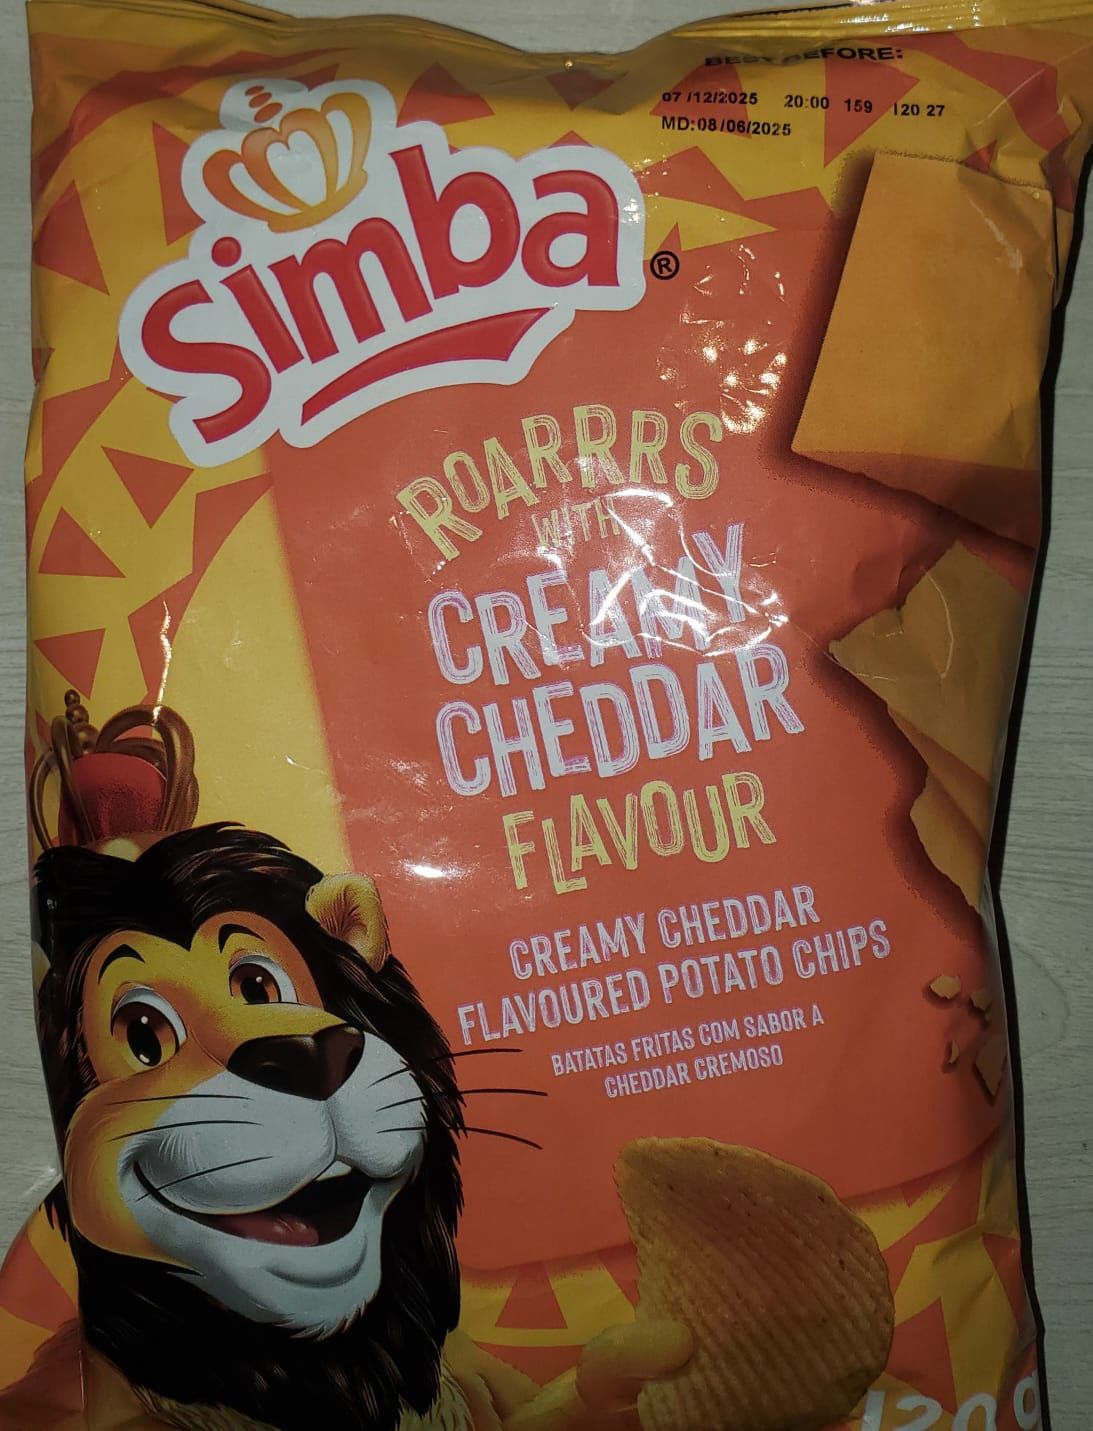 BEST BEFORE:
07/12/2025 20:00 159 120 27
MD:08/06/2025
Simba®
ROARRRS
WITH
CREAMY
CHEDDAR
FLAVOUR
CREAMY CHEDDAR
FLAVOURED POTATO CHIPS
BATATAS FRITAS COM SABOR A
CHEDDAR CREMOSO
120g